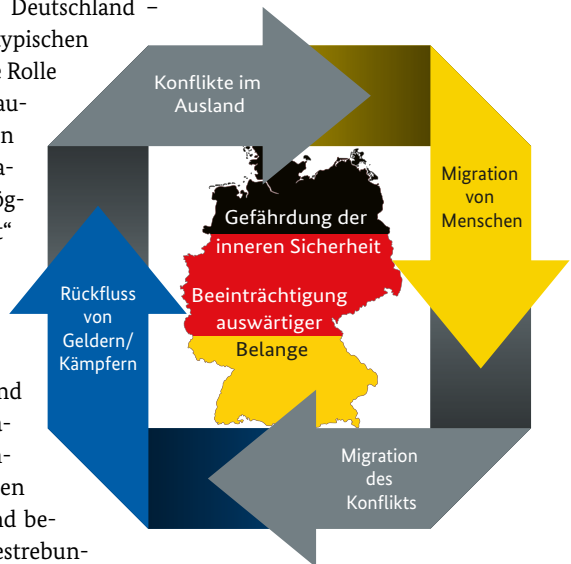 Deutschland –
typischen
e Rolle
au-
n
a-
ög-
t“
nd
n-
n-
en
nd be-
estrebun-
Konflikte im
Ausland
Migration
von
Menschen
Migration
des
Konflikts
Rückfluss
von
Geldern/
Kämpfern
Gefährdung der
inneren Sicherheit
Beeinträchtigung
auswärtiger
Belange